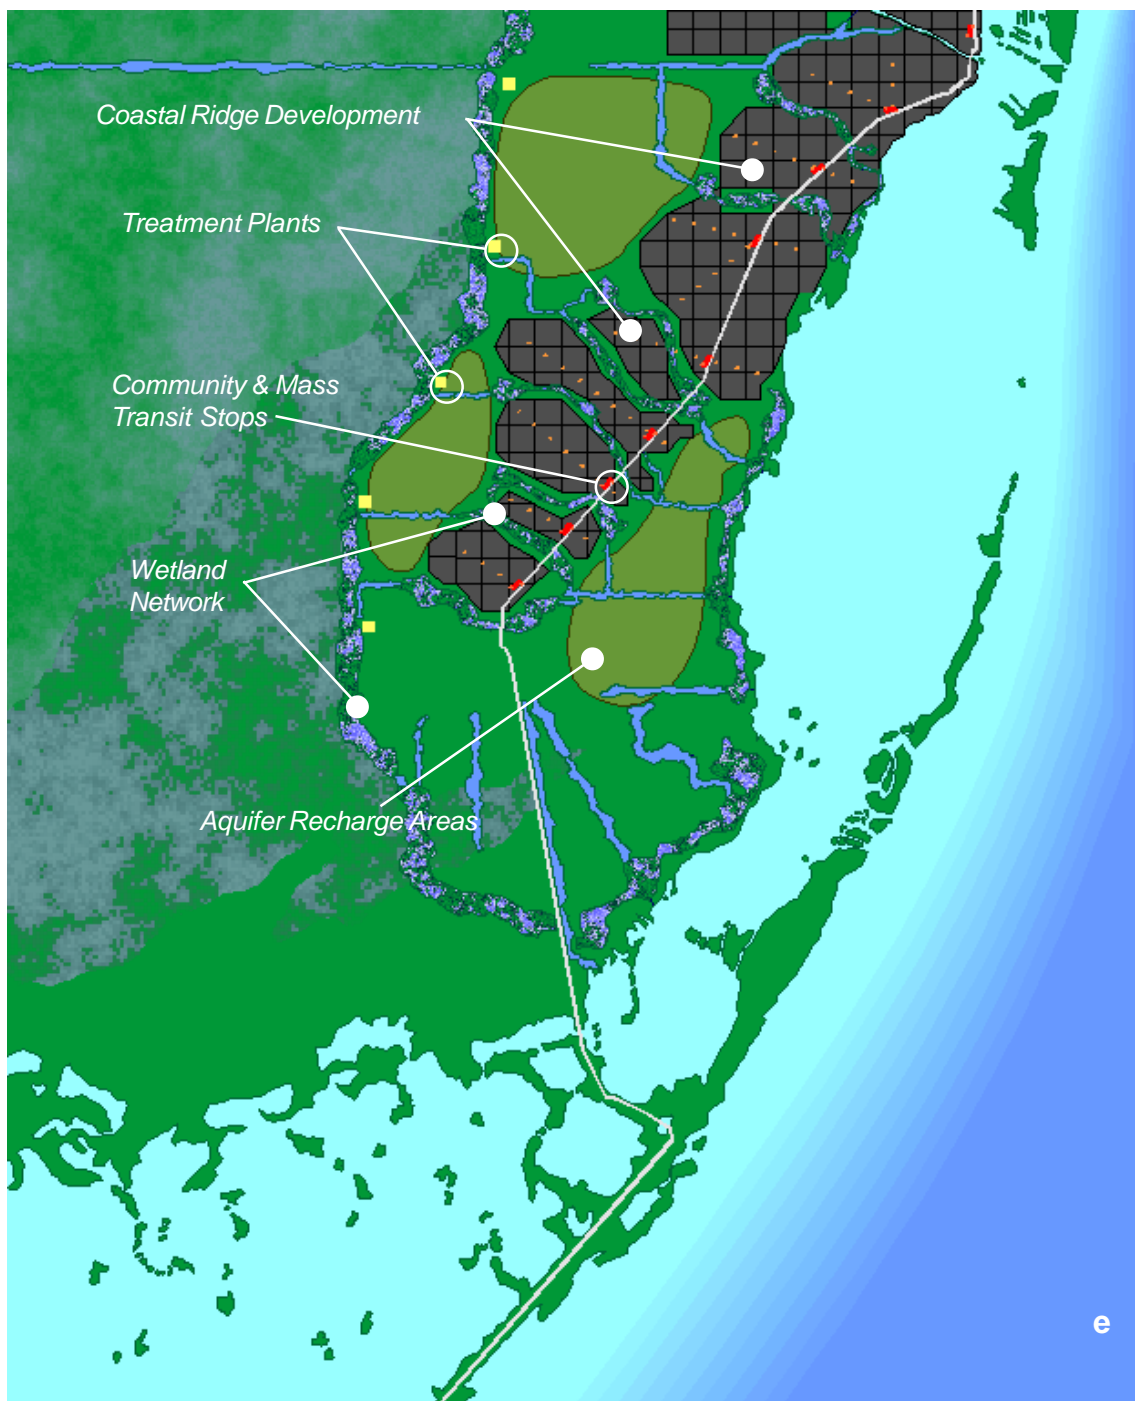 Coastal Ridge Development
Treatment Plants
Community & Mass
Transit Stops
Wetland
Network
Aquifer Recharge Areas
e